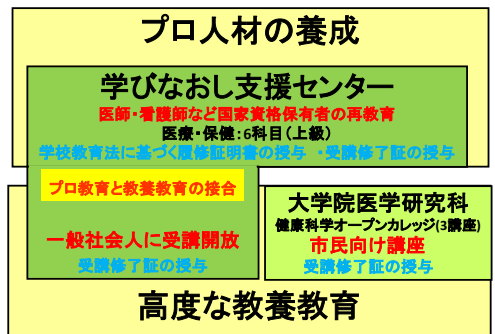 プロ人材の養成
学びなおし支援センター
医師・看護師など国家資格保有者の再教育
医療・保健：6科目（上級）
学校教育法に基づく履修証明書の授与 ・受講修了証の授与
プロ教育と教養教育の接合
一般社会人に受講開放
受講修了証の授与
大学院医学研究科
健康科学オープンカレッジ(3講座)
市民向け講座
受講修了証の授与
高度な教養教育